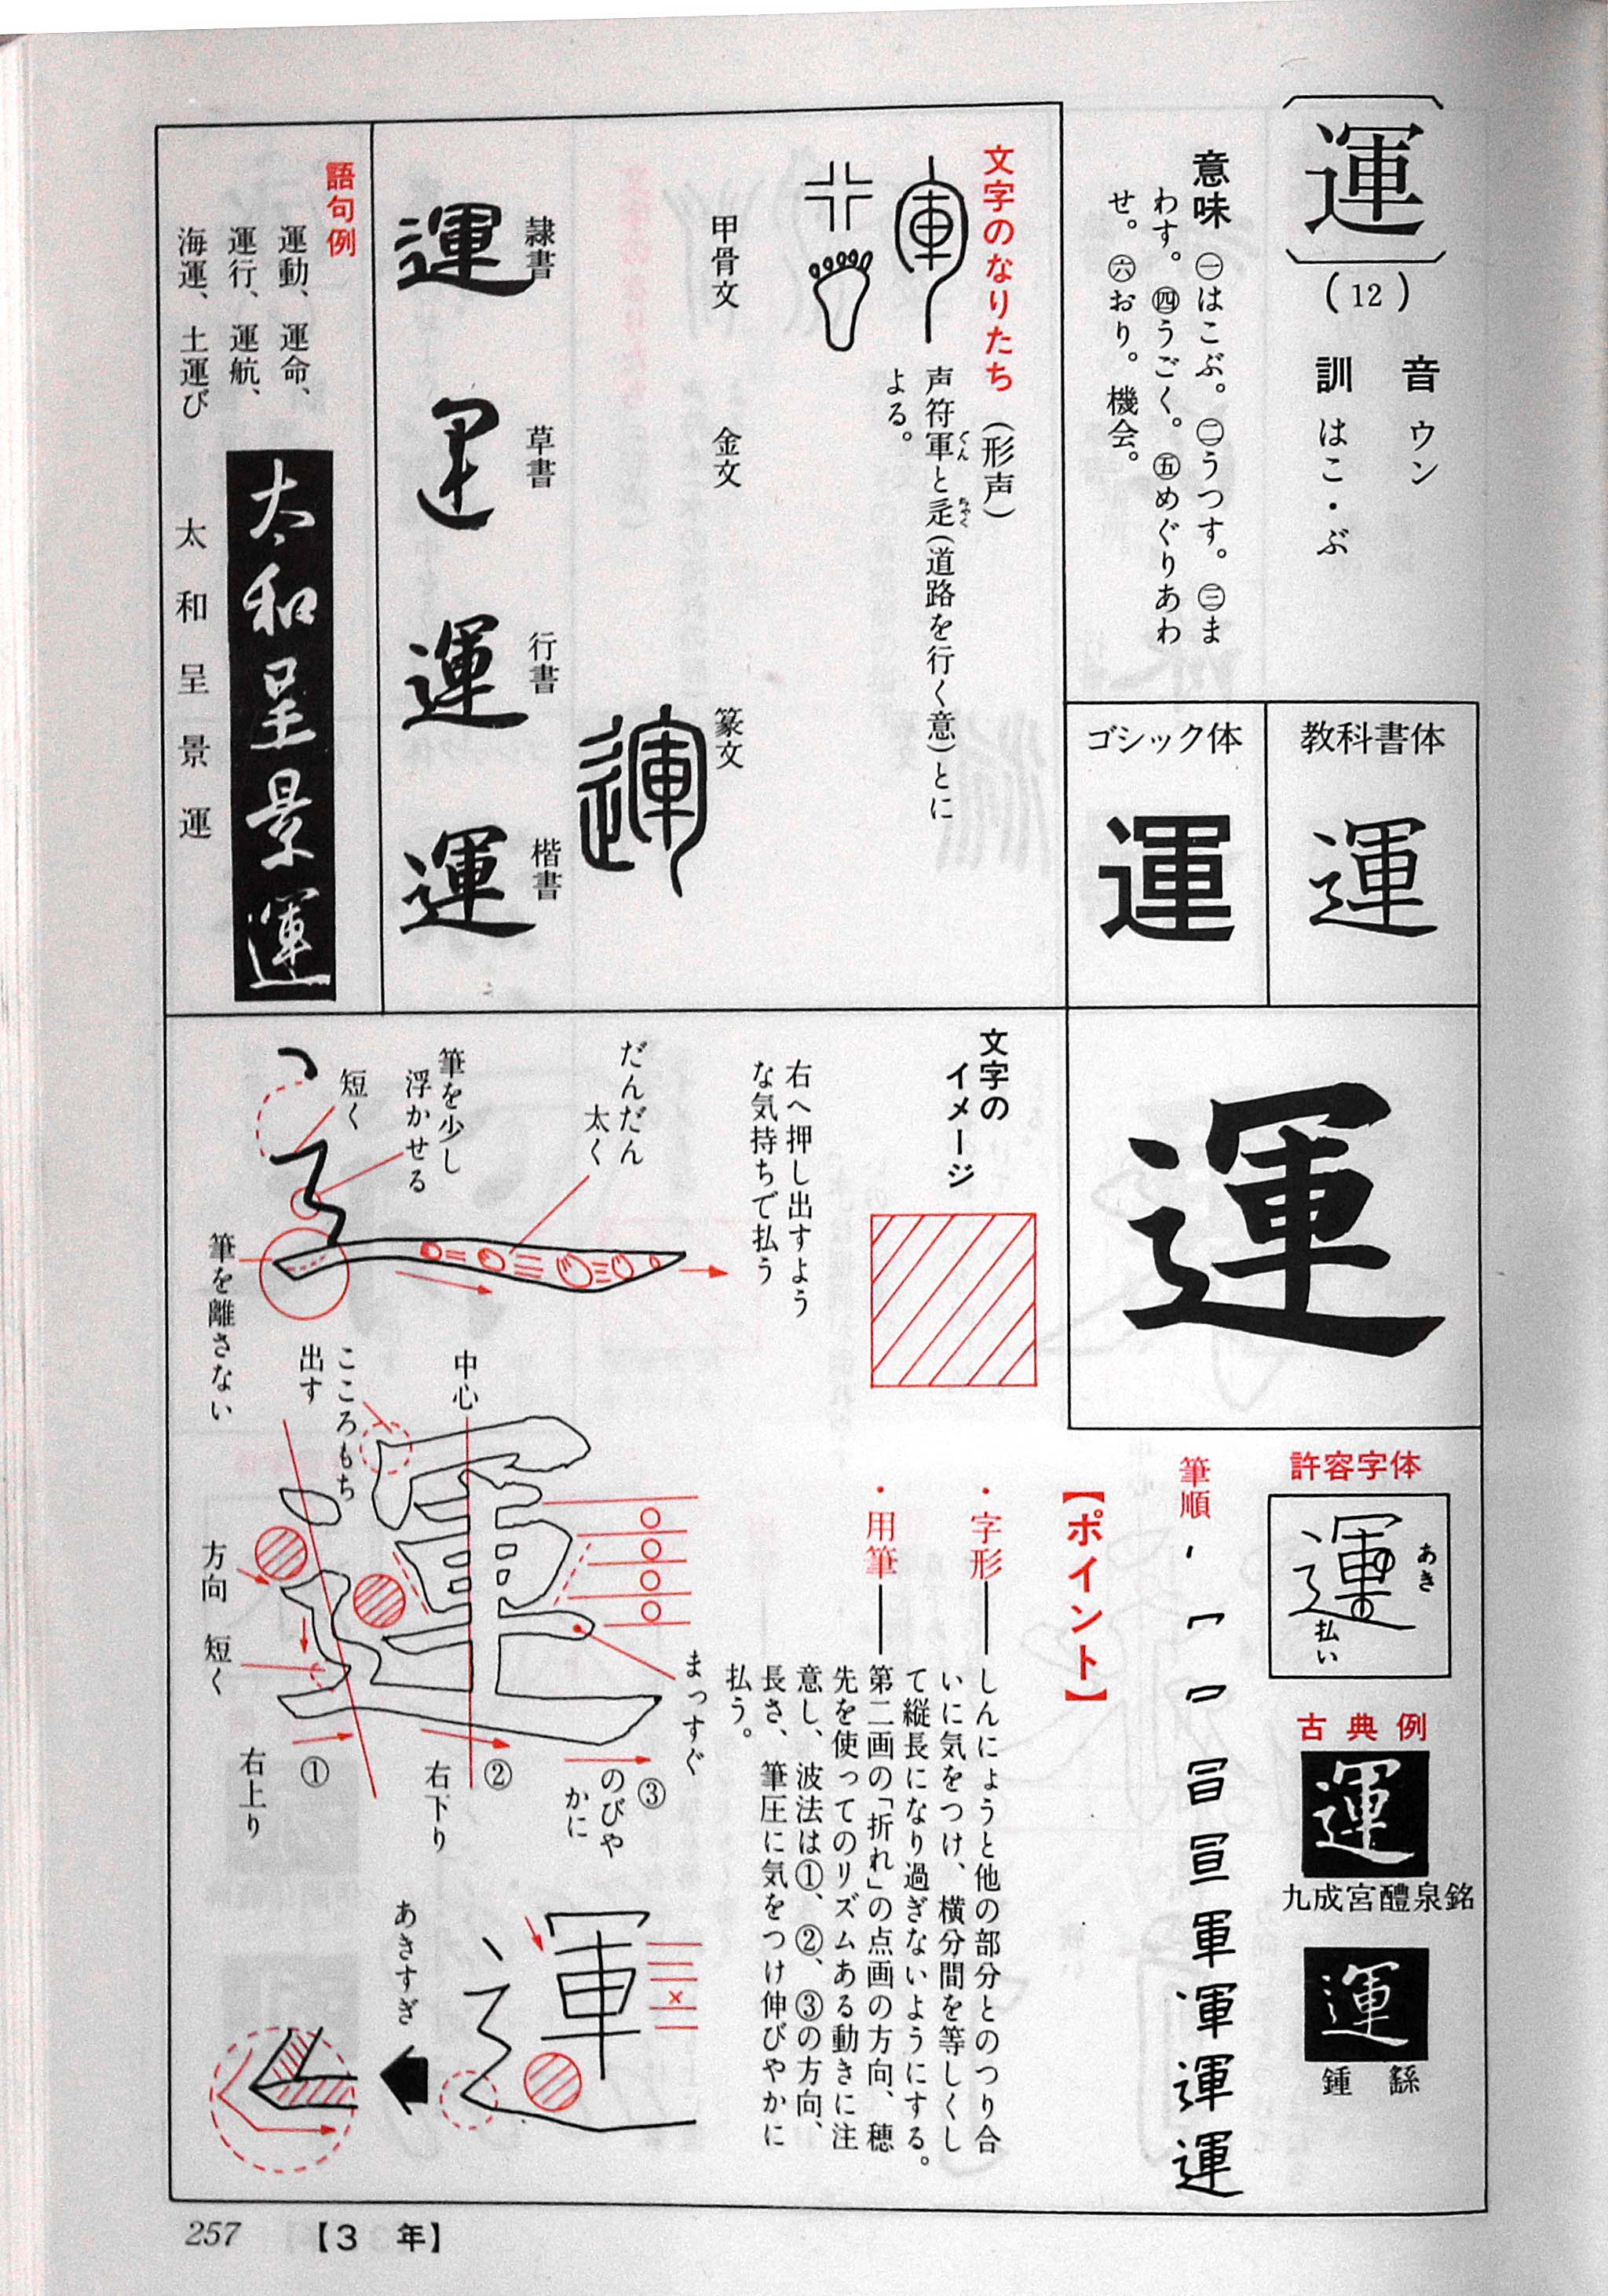 運
(12)
音 ウン
訓 はこ・ぶ
意味 ㊀はこぶ。㊁うつす。㊂ま
わす。㊃うごく。㊄めぐりあわ
せ。㊅おり。機会。
教科書体
運
ゴシック体
運
運
許容字体
運
あき
払い
古典例
運
九成宮醴泉銘
運
鍾繇
筆順
運
文字のなりたち
(形声)
声符軍と辵(道路を行く意)とに
ぐん
ちゃく
よる。
甲骨文
金文
篆文
運
隷書
運
草書
運
行書
運
楷書
運
語句例
運動、運命、
運行、運航、
海運、土運び
太和呈景運
太和呈景運
文字の
イメージ
右へ押し出すよう
な気持ちで払う
だんだん
太く
筆を少し
浮かせる
短く
筆を離さない
【ポイント】
・字形──しんにょうと他の部分とのつり合
いに気をつけ、横分間を等しくし
て縦長になり過ぎないようにする。
・用筆──第二画の「折れ」の点画の方向、穂
先を使ってのリズムある動きに注
意し、波法は①、②、③の方向、
長さ、筆圧に気をつけ伸びやかに
払う。
中心
こころもち
出す
方向
短く
まっすぐ
①
右上り
②
右下り
③
のびや
かに
運
あきすぎ
257
【3 年】